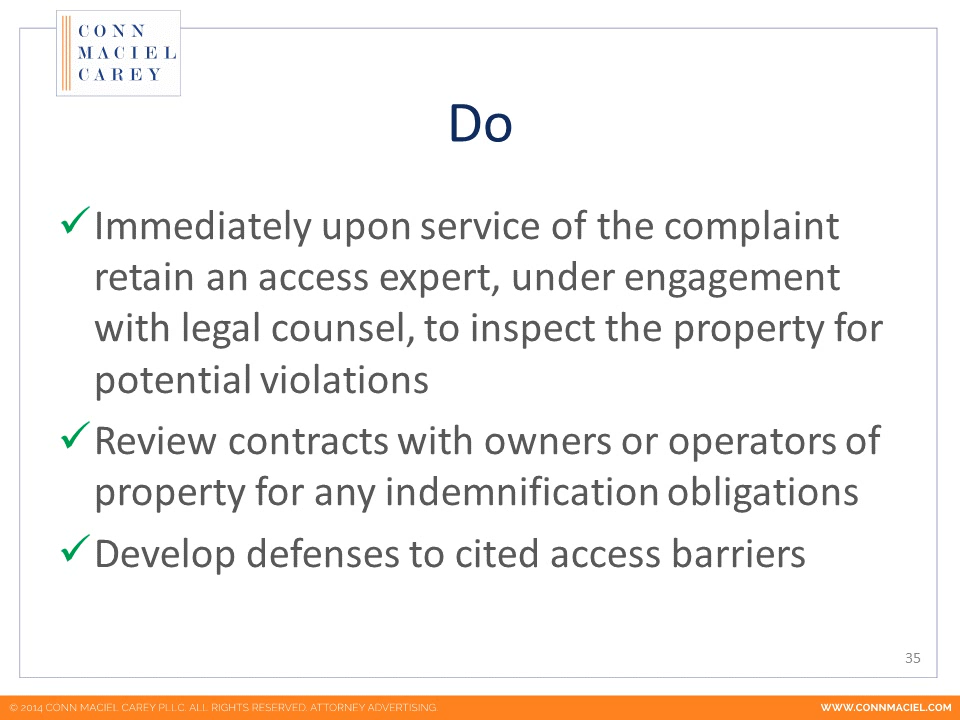 CONN
MACIEL
CAREY
Do
✓ Immediately upon service of the complaint
retain an access expert, under engagement
with legal counsel, to inspect the property for
potential violations
✓ Review contracts with owners or operators of
property for any indemnification obligations
✓ Develop defenses to cited access barriers
35
© 2014 CONN MACIEL CAREY PLLC. ALL RIGHTS RESERVED. ATTORNEY ADVERTISING.
WWW.CONNMACIEL.COM